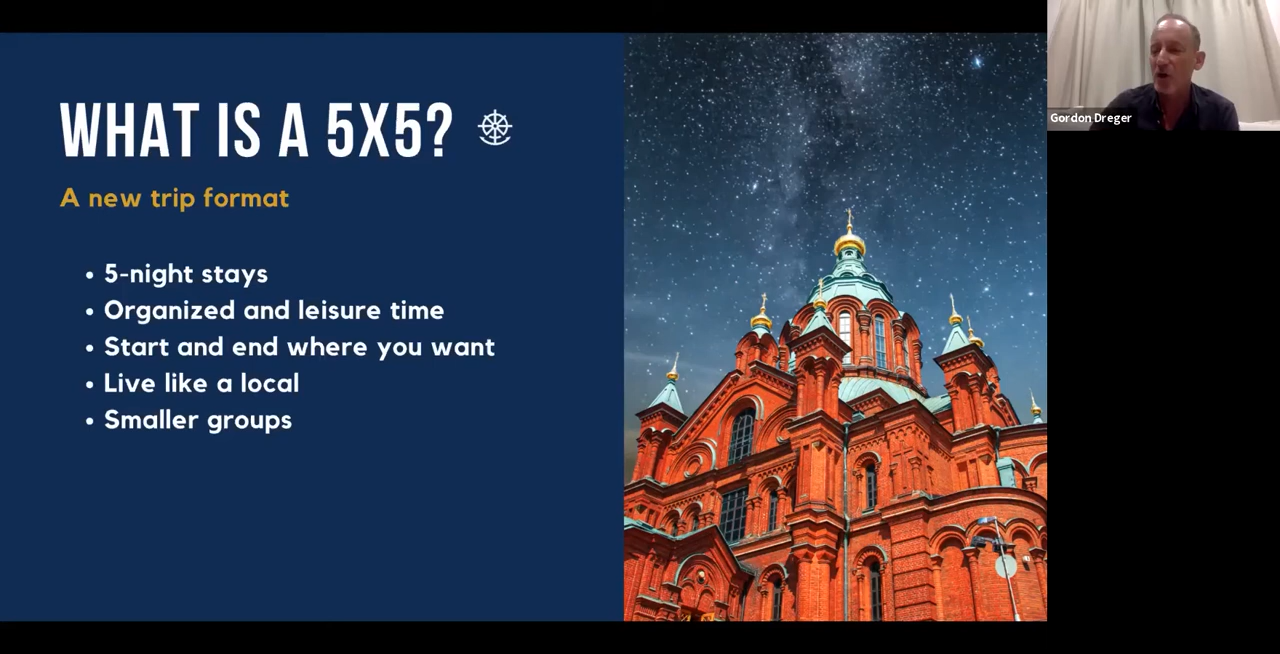 WHAT IS A 5X5?
A new trip format
• 5-night stays
• Organized and leisure time
• Start and end where you want
• Live like a local
• Smaller groups
Gordon Dreger